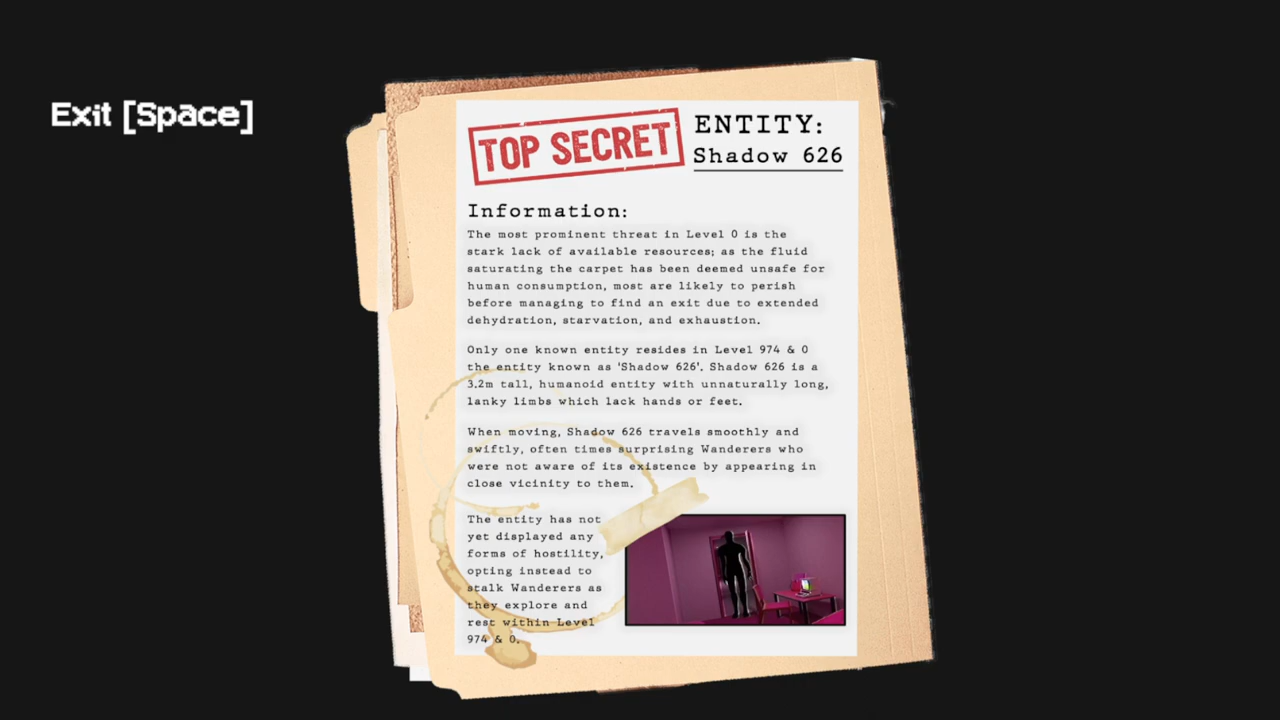 Exit [Space]
TOP SECRET
ENTITY:
Shadow 626
Information:
The most prominent threat in Level 0 is the
stark lack of available resources; as the fluid
saturating the carpet has been deemed unsafe for
human consumption, most are likely to perish
before managing to find an exit due to extended
dehydration, starvation, and exhaustion.
Only one known entity resides in Level 974 & 0
the entity known as 'Shadow 626'. Shadow 626 is a
3.2m tall, humanoid entity with unnaturally long,
lanky limbs which lack hands or feet.
When moving, Shadow 626 travels smoothly and
swiftly, often times surprising Wanderers who
were not aware of its existence by appearing in
close vicinity to them.
The entity has not
yet displayed any
forms of hostility,
opting instead to
stalk Wanderers as
they explore and
rest within Level
974 & 0.